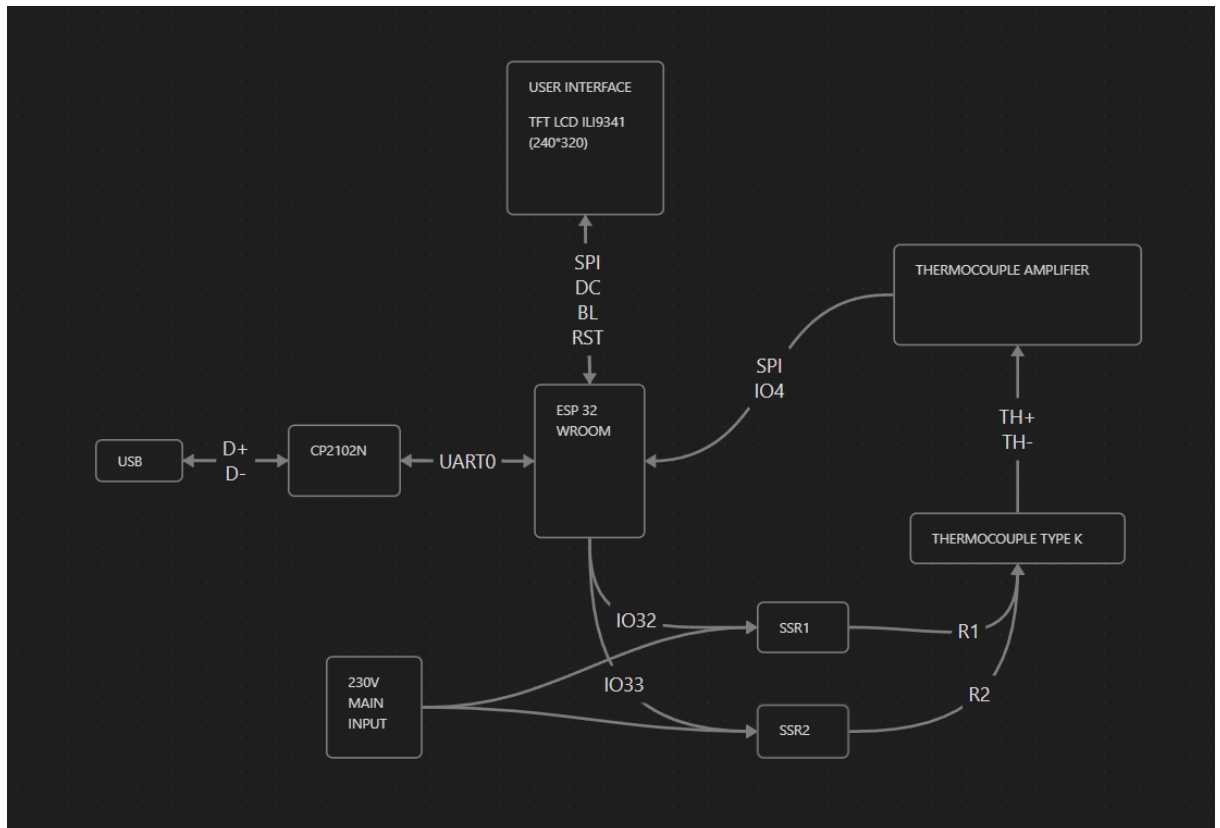 USER INTERFACE
TFT LCD ILI9341
(240*320)
SPI
DC
BL
RST
THERMOCOUPLE AMPLIFIER
SPI
IO4
ESP 32
WROOM
TH+
TH-
USB
D+
D-
CP2102N
UART0
THERMOCOUPLE TYPE K
IO32
SSR1
R1
230V
MAIN
INPUT
IO33
R2
SSR2